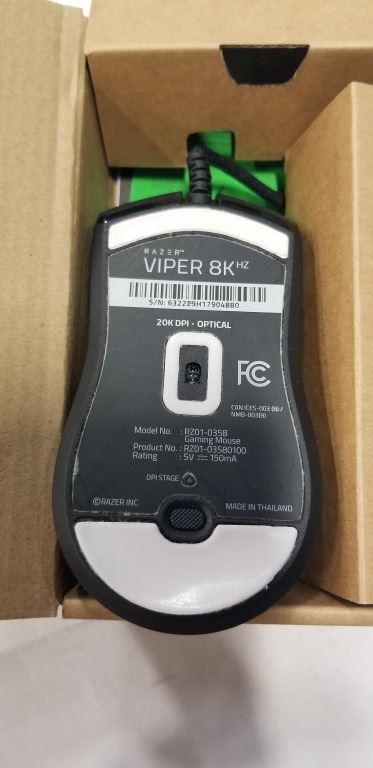 RAZER™
VIPER 8K HZ
S/N: 632229H17904880
20K DPI - OPTICAL
FC
CAN ICES-003 (B) /
NMB-003(B)
Model No. : RZ01-0358
Gaming Mouse
Product No. : RZ01-03580100
Rating : 5V ⎓ 150mA
DPI STAGE
©RAZER INC.
MADE IN THAILAND